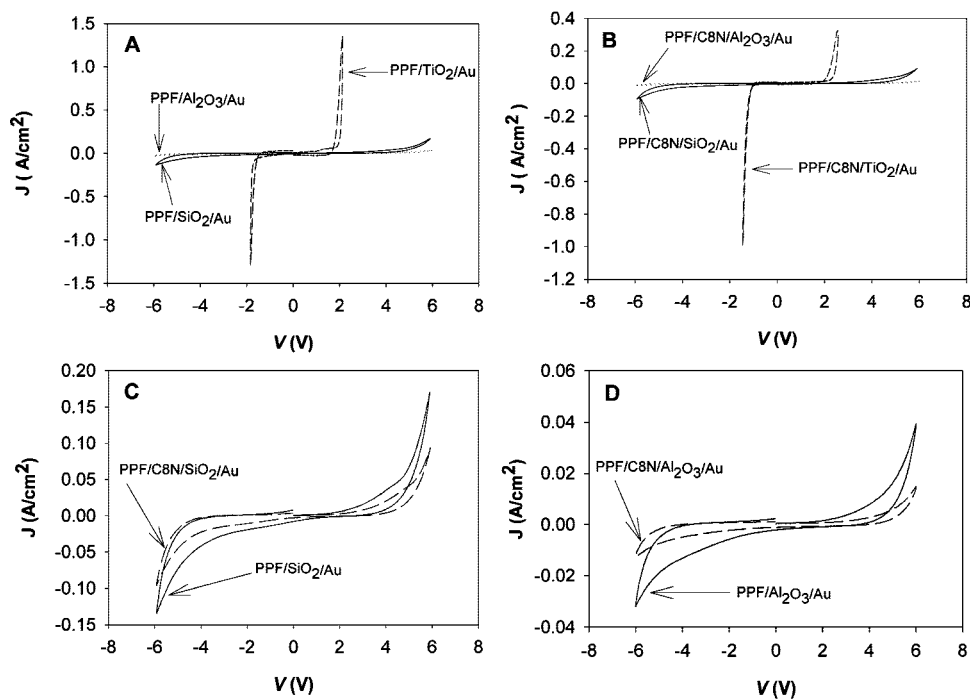 A
PPF/TiO2/Au
PPF/Al2O3/Au
PPF/SiO2/Au
J ( A/cm2)
1.5
1.0
0.5
0.0
-0.5
-1.0
-1.5
-8 -6 -4 -2 0 2 4 6 8
V (V)
B
PPF/C8N/Al2O3/Au
PPF/C8N/SiO2/Au
PPF/C8N/TiO2/Au
J ( A/cm2)
0.4
0.2
0.0
-0.2
-0.4
-0.6
-0.8
-1.0
-1.2
-8 -6 -4 -2 0 2 4 6 8
V (V)
C
PPF/C8N/SiO2/Au
PPF/SiO2/Au
J (A/cm2)
0.20
0.15
0.10
0.05
0.00
-0.05
-0.10
-0.15
-8 -6 -4 -2 0 2 4 6 8
V (V)
D
PPF/C8N/Al2O3/Au
PPF/Al2O3/Au
J (A/cm2)
0.06
0.04
0.02
0.00
-0.02
-0.04
-8 -6 -4 -2 0 2 4 6 8
V (V)